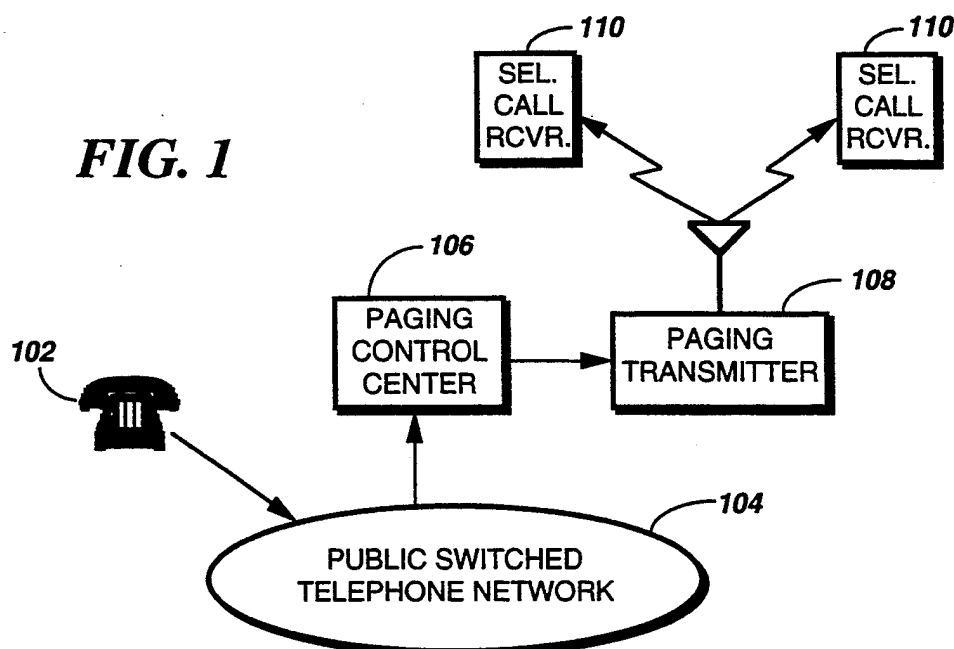 110
110
SEL.
CALL
RCVR.
SEL.
CALL
RCVR.
FIG. 1
106
108
PAGING
CONTROL
CENTER
PAGING
TRANSMITTER
102
104
PUBLIC SWITCHED
TELEPHONE NETWORK